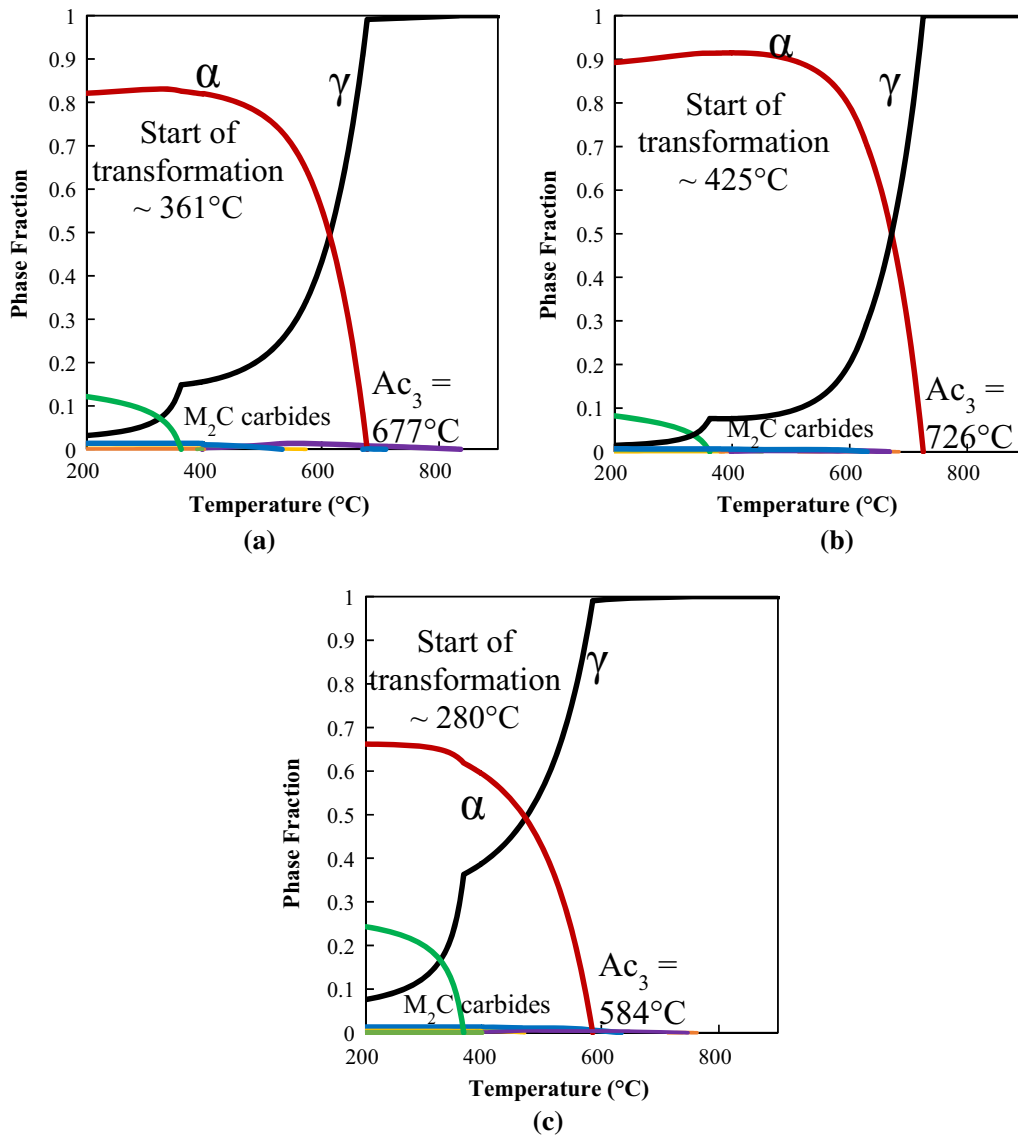 1
0.9
0.8
0.7
0.6
0.5
0.4
0.3
0.2
0.1
0
Phase Fraction
α
γ
Start of
transformation
~ 361°C
Ac₃ =
677°C
M₂C carbides
200 400 600 800
Temperature (°C)
(a)
1
0.9
0.8
0.7
0.6
0.5
0.4
0.3
0.2
0.1
0
Phase Fraction
α
γ
Start of
transformation
~ 425°C
Ac₃ =
726°C
M₂C carbides
200 400 600 800
Temperature (°C)
(b)
1
0.9
0.8
0.7
0.6
0.5
0.4
0.3
0.2
0.1
0
Phase Fraction
Start of
transformation
~ 280°C
γ
α
Ac₃ =
584°C
M₂C carbides
200 400 600 800
Temperature (°C)
(c)